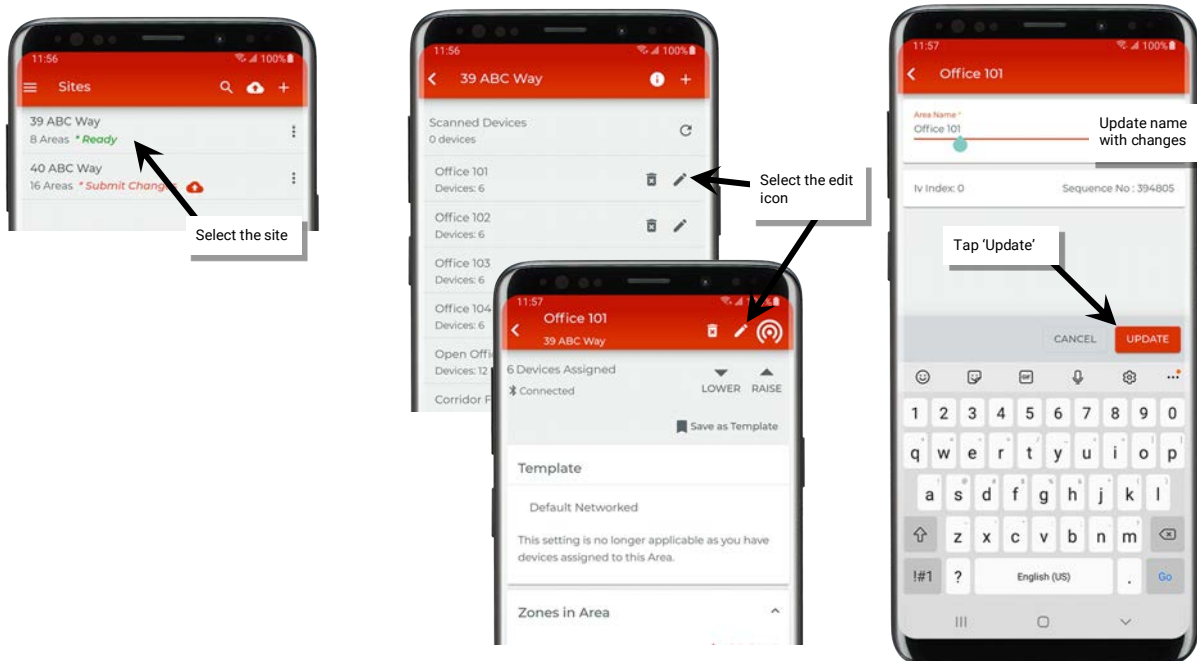 11:56
100%
Sites
39 ABC Way
8 Areas * Ready
40 ABC Way
16 Areas * Submit Changes
Select the site
11:56
100%
39 ABC Way
Scanned Devices
0 devices
Office 101
Devices: 6
Office 102
Devices: 6
Office 103
Devices: 6
Office 104
Devices: 6
Open Offi
Devices: 12
Corridor F
Select the edit
icon
11:57
Office 101
39 ABC Way
6 Devices Assigned
Connected
LOWER RAISE
Save as Template
Template
Default Networked
This setting is no longer applicable as you have
devices assigned to this Area.
Zones in Area
11:57
100%
Office 101
Area Name *
Office 101
Update name
with changes
Iv Index: 0 Sequence No : 394805
Tap ‘Update’
CANCEL UPDATE
GIF
1 2 3 4 5 6 7 8 9 0
q w e r t y u i o p
a s d f g h j k l
z x c v b n m
!#1 ? English (US) . Go